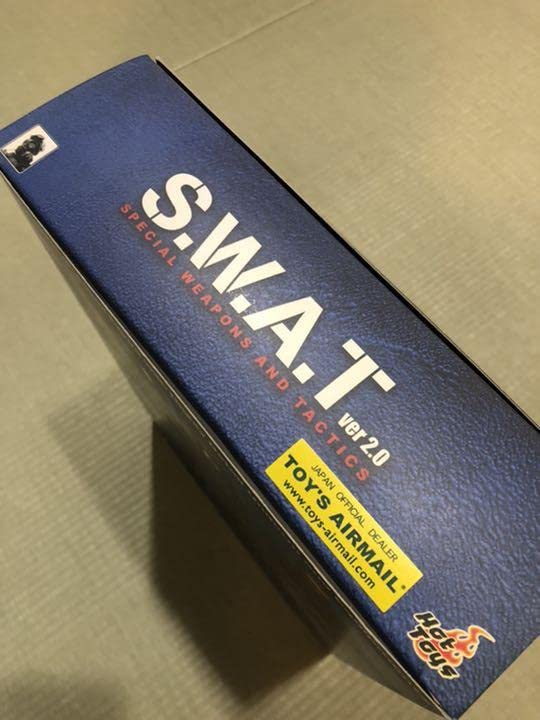 S.W.A.T ver2.0
SPECIAL WEAPONS AND TACTICS
JAPAN OFFICIAL DEALER
TOY'S AIRMAIL
www.toys-airmail.com
Hot
Toys